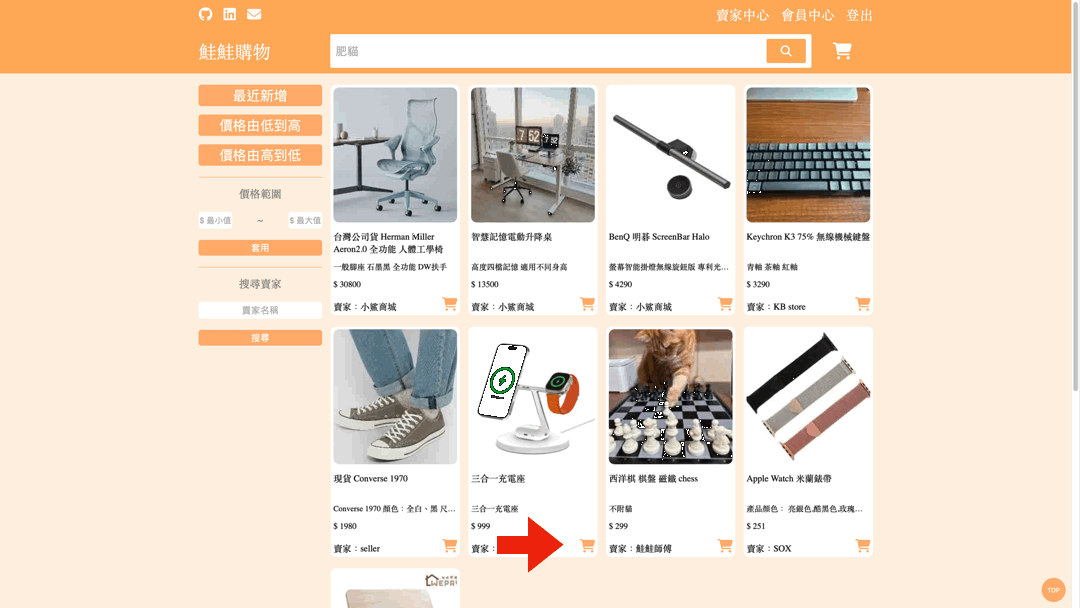 賣家中心 會員中心 登出
鮭鮭購物
肥貓
最近新增
價格由低到高
價格由高到低
價格範圍
$ 最小值 ~ $ 最大值
套用
搜尋賣家
賣家名稱
搜尋
台灣公司貨 Herman Miller
Aeron2.0 全功能 人體工學椅
一般腳座 石墨黑 全功能 DW扶手
$ 30800
賣家：小鯊商城
7 52
智慧記憶電動升降桌
高度四檔記憶 適用不同身高
$ 13500
賣家：小鯊商城
BenQ 明碁 ScreenBar Halo
螢幕智能掛燈無線旋鈕版 專利光…
$ 4290
賣家：小鯊商城
Keychron K3 75% 無線機械鍵盤
青軸 茶軸 紅軸
$ 3290
賣家：KB store
現貨 Converse 1970
Converse 1970 顏色：全白、黑 尺…
$ 1980
賣家：seller
三合一充電座
三合一充電座
$ 999
賣家：
西洋棋 棋盤 磁鐵 chess
不附貓
$ 299
賣家：鮭鮭師傅
Apple Watch 米蘭錶帶
產品顏色： 亮銀色,酷黑色,玫瑰…
$ 251
賣家：SOX
TOP